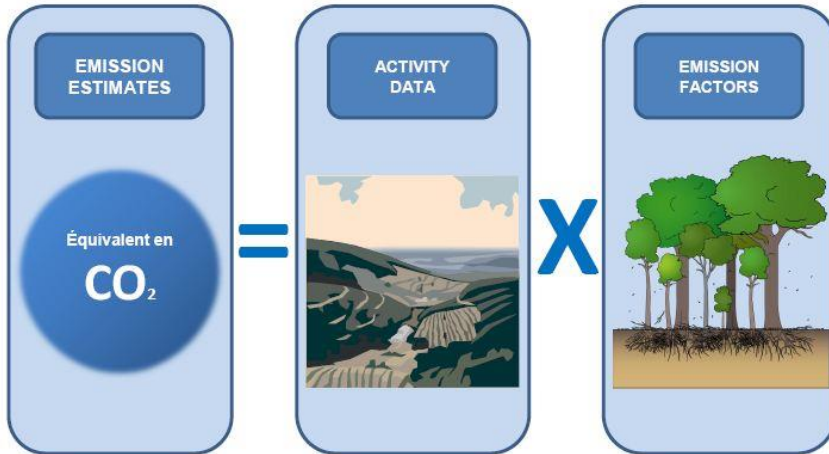 EMISSION
ESTIMATES
Équivalent en
CO₂
=
ACTIVITY
DATA
X
EMISSION
FACTORS